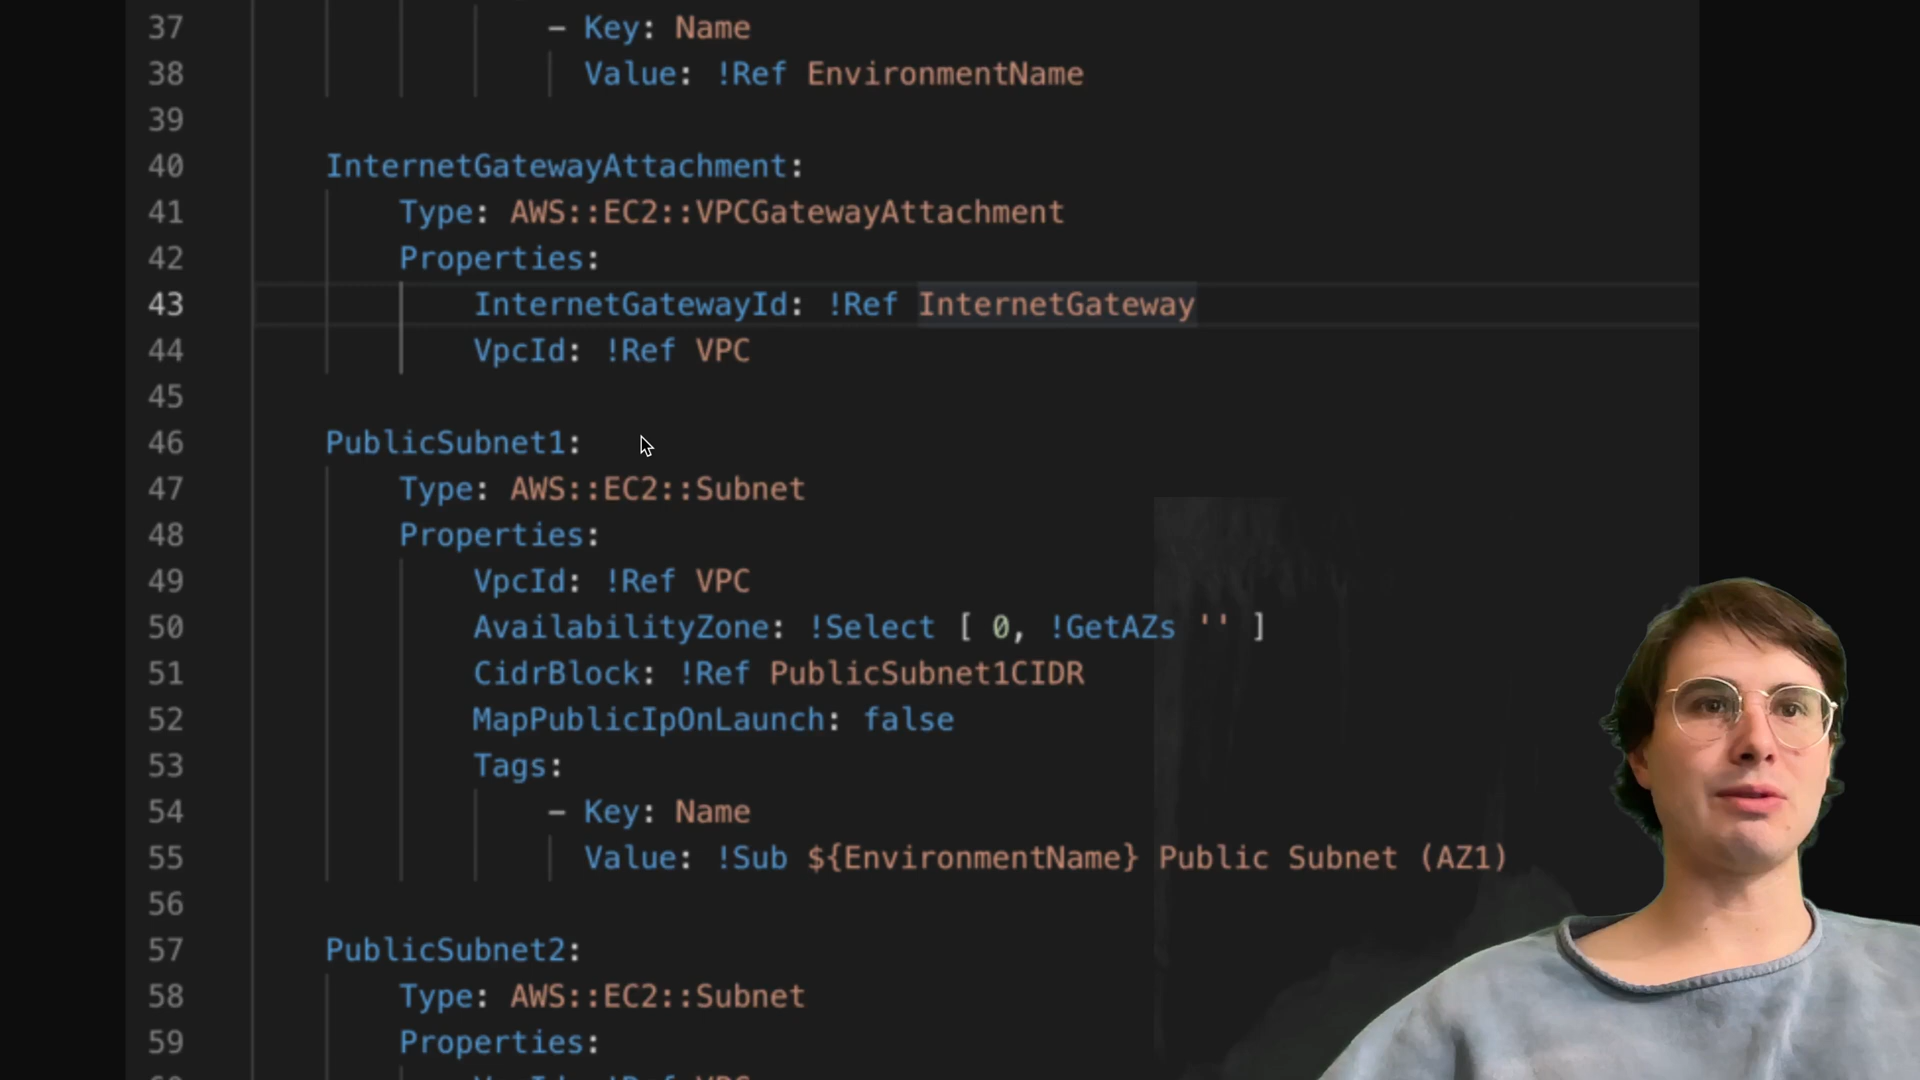 37 - Key: Name
38 Value: !Ref EnvironmentName
39
40 InternetGatewayAttachment:
41 Type: AWS::EC2::VPCGatewayAttachment
42 Properties:
43 InternetGatewayId: !Ref InternetGateway
44 VpcId: !Ref VPC
45
46 PublicSubnet1:
47 Type: AWS::EC2::Subnet
48 Properties:
49 VpcId: !Ref VPC
50 AvailabilityZone: !Select [ 0, !GetAZs '' ]
51 CidrBlock: !Ref PublicSubnet1CIDR
52 MapPublicIpOnLaunch: false
53 Tags:
54 - Key: Name
55 Value: !Sub ${EnvironmentName} Public Subnet (AZ1)
56
57 PublicSubnet2:
58 Type: AWS::EC2::Subnet
59 Properties: